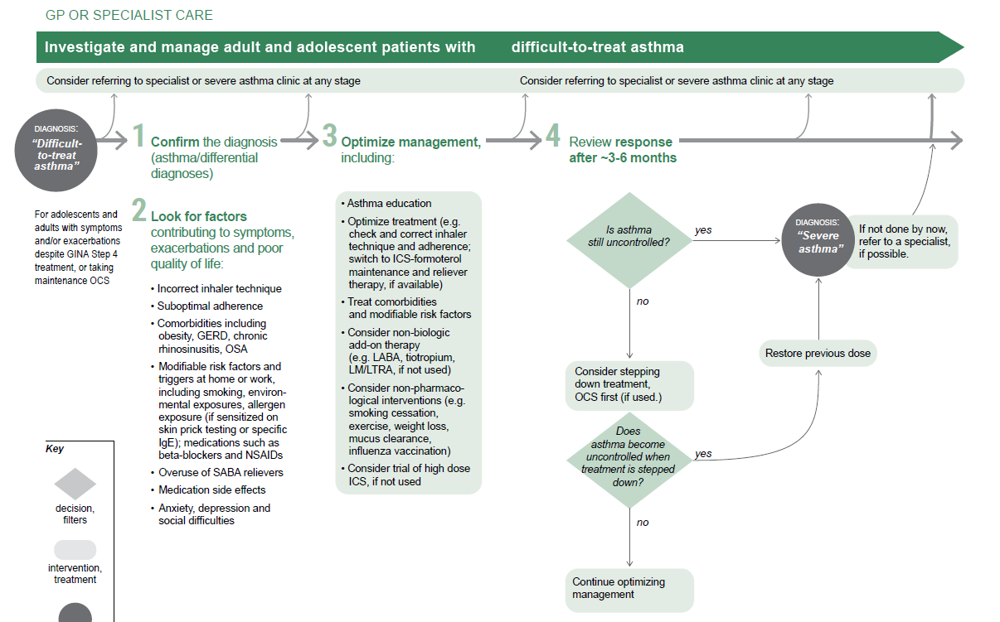 GP OR SPECIALIST CARE
Investigate and manage adult and adolescent patients with difficult-to-treat asthma
Consider referring to specialist or severe asthma clinic at any stage
Consider referring to specialist or severe asthma clinic at any stage
DIAGNOSIS:
“Difficult-
to-treat
asthma”
For adolescents and
adults with symptoms
and/or exacerbations
despite GINA Step 4
treatment, or taking
maintenance OCS
1 Confirm the diagnosis
(asthma/differential
diagnoses)
2 Look for factors
contributing to symptoms,
exacerbations and poor
quality of life:
• Incorrect inhaler technique
• Suboptimal adherence
• Comorbidities including
obesity, GERD, chronic
rhinosinusitis, OSA
• Modifiable risk factors and
triggers at home or work,
including smoking, environ-
mental exposures, allergen
exposure (if sensitized on
skin prick testing or specific
IgE); medications such as
beta-blockers and NSAIDs
• Overuse of SABA relievers
• Medication side effects
• Anxiety, depression and
social difficulties
3 Optimize management,
including:
• Asthma education
• Optimize treatment (e.g.
check and correct inhaler
technique and adherence;
switch to ICS-formoterol
maintenance and reliever
therapy, if available)
• Treat comorbidities
and modifiable risk factors
• Consider non-biologic
add-on therapy
(e.g. LABA, tiotropium,
LM/LTRA, if not used)
• Consider non-pharmaco-
logical interventions (e.g.
smoking cessation,
exercise, weight loss,
mucus clearance,
influenza vaccination)
• Consider trial of high dose
ICS, if not used
4 Review response
after ~3-6 months
Is asthma
still uncontrolled?
yes
DIAGNOSIS:
“Severe
asthma”
If not done by now,
refer to a specialist,
if possible.
no
Consider stepping
down treatment,
OCS first (if used.)
Restore previous dose
Does
asthma become
uncontrolled when
treatment is stepped
down?
yes
no
Continue optimizing
management
Key
decision,
filters
intervention,
treatment